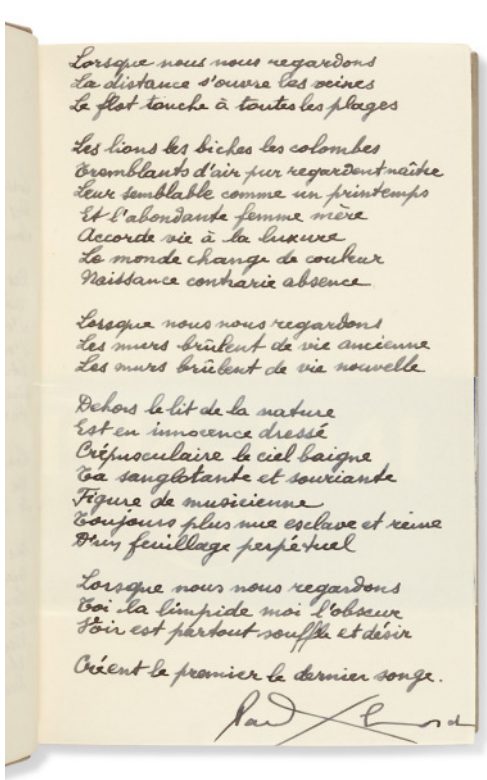 Lorsque nous nous regardons
La distance s'ouvre les veines
Le flot touche à toutes les plages
Les lions les biches les colombes
Tremblants d'air pur regardent naître
Leur semblable comme un printemps
Et l'abondante femme mère
Accorde vie à la luxure
Le monde change de couleur
Naissance contrarie absence
Lorsque nous nous regardons
Les murs brûlent de vie ancienne
Les murs brûlent de vie nouvelle
Dehors le lit de la nature
Est en innocence dressé
Crépusculaire le ciel baigne
Ta sanglotante et souriante
Figure de musicienne
Toujours plus nue esclave et reine
D'un feuillage perpétuel
Lorsque nous nous regardons
Toi la limpide moi l'obscur
Voir est partout souffle et désir
Créent le premier le dernier songe.
Paul Eluard